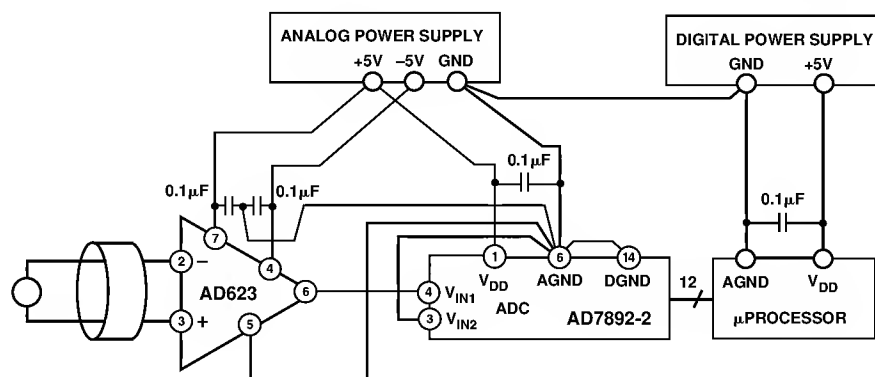 ANALOG POWER SUPPLY
+5V –5V GND
DIGITAL POWER SUPPLY
GND +5V
0.1µF
0.1µF
0.1µF
0.1µF
7
4
2 –
AD623
6
3 +
5
1
6
14
VDD
AGND
DGND
4 VIN1
ADC
3 VIN2
AD7892-2
12
AGND
VDD
µPROCESSOR